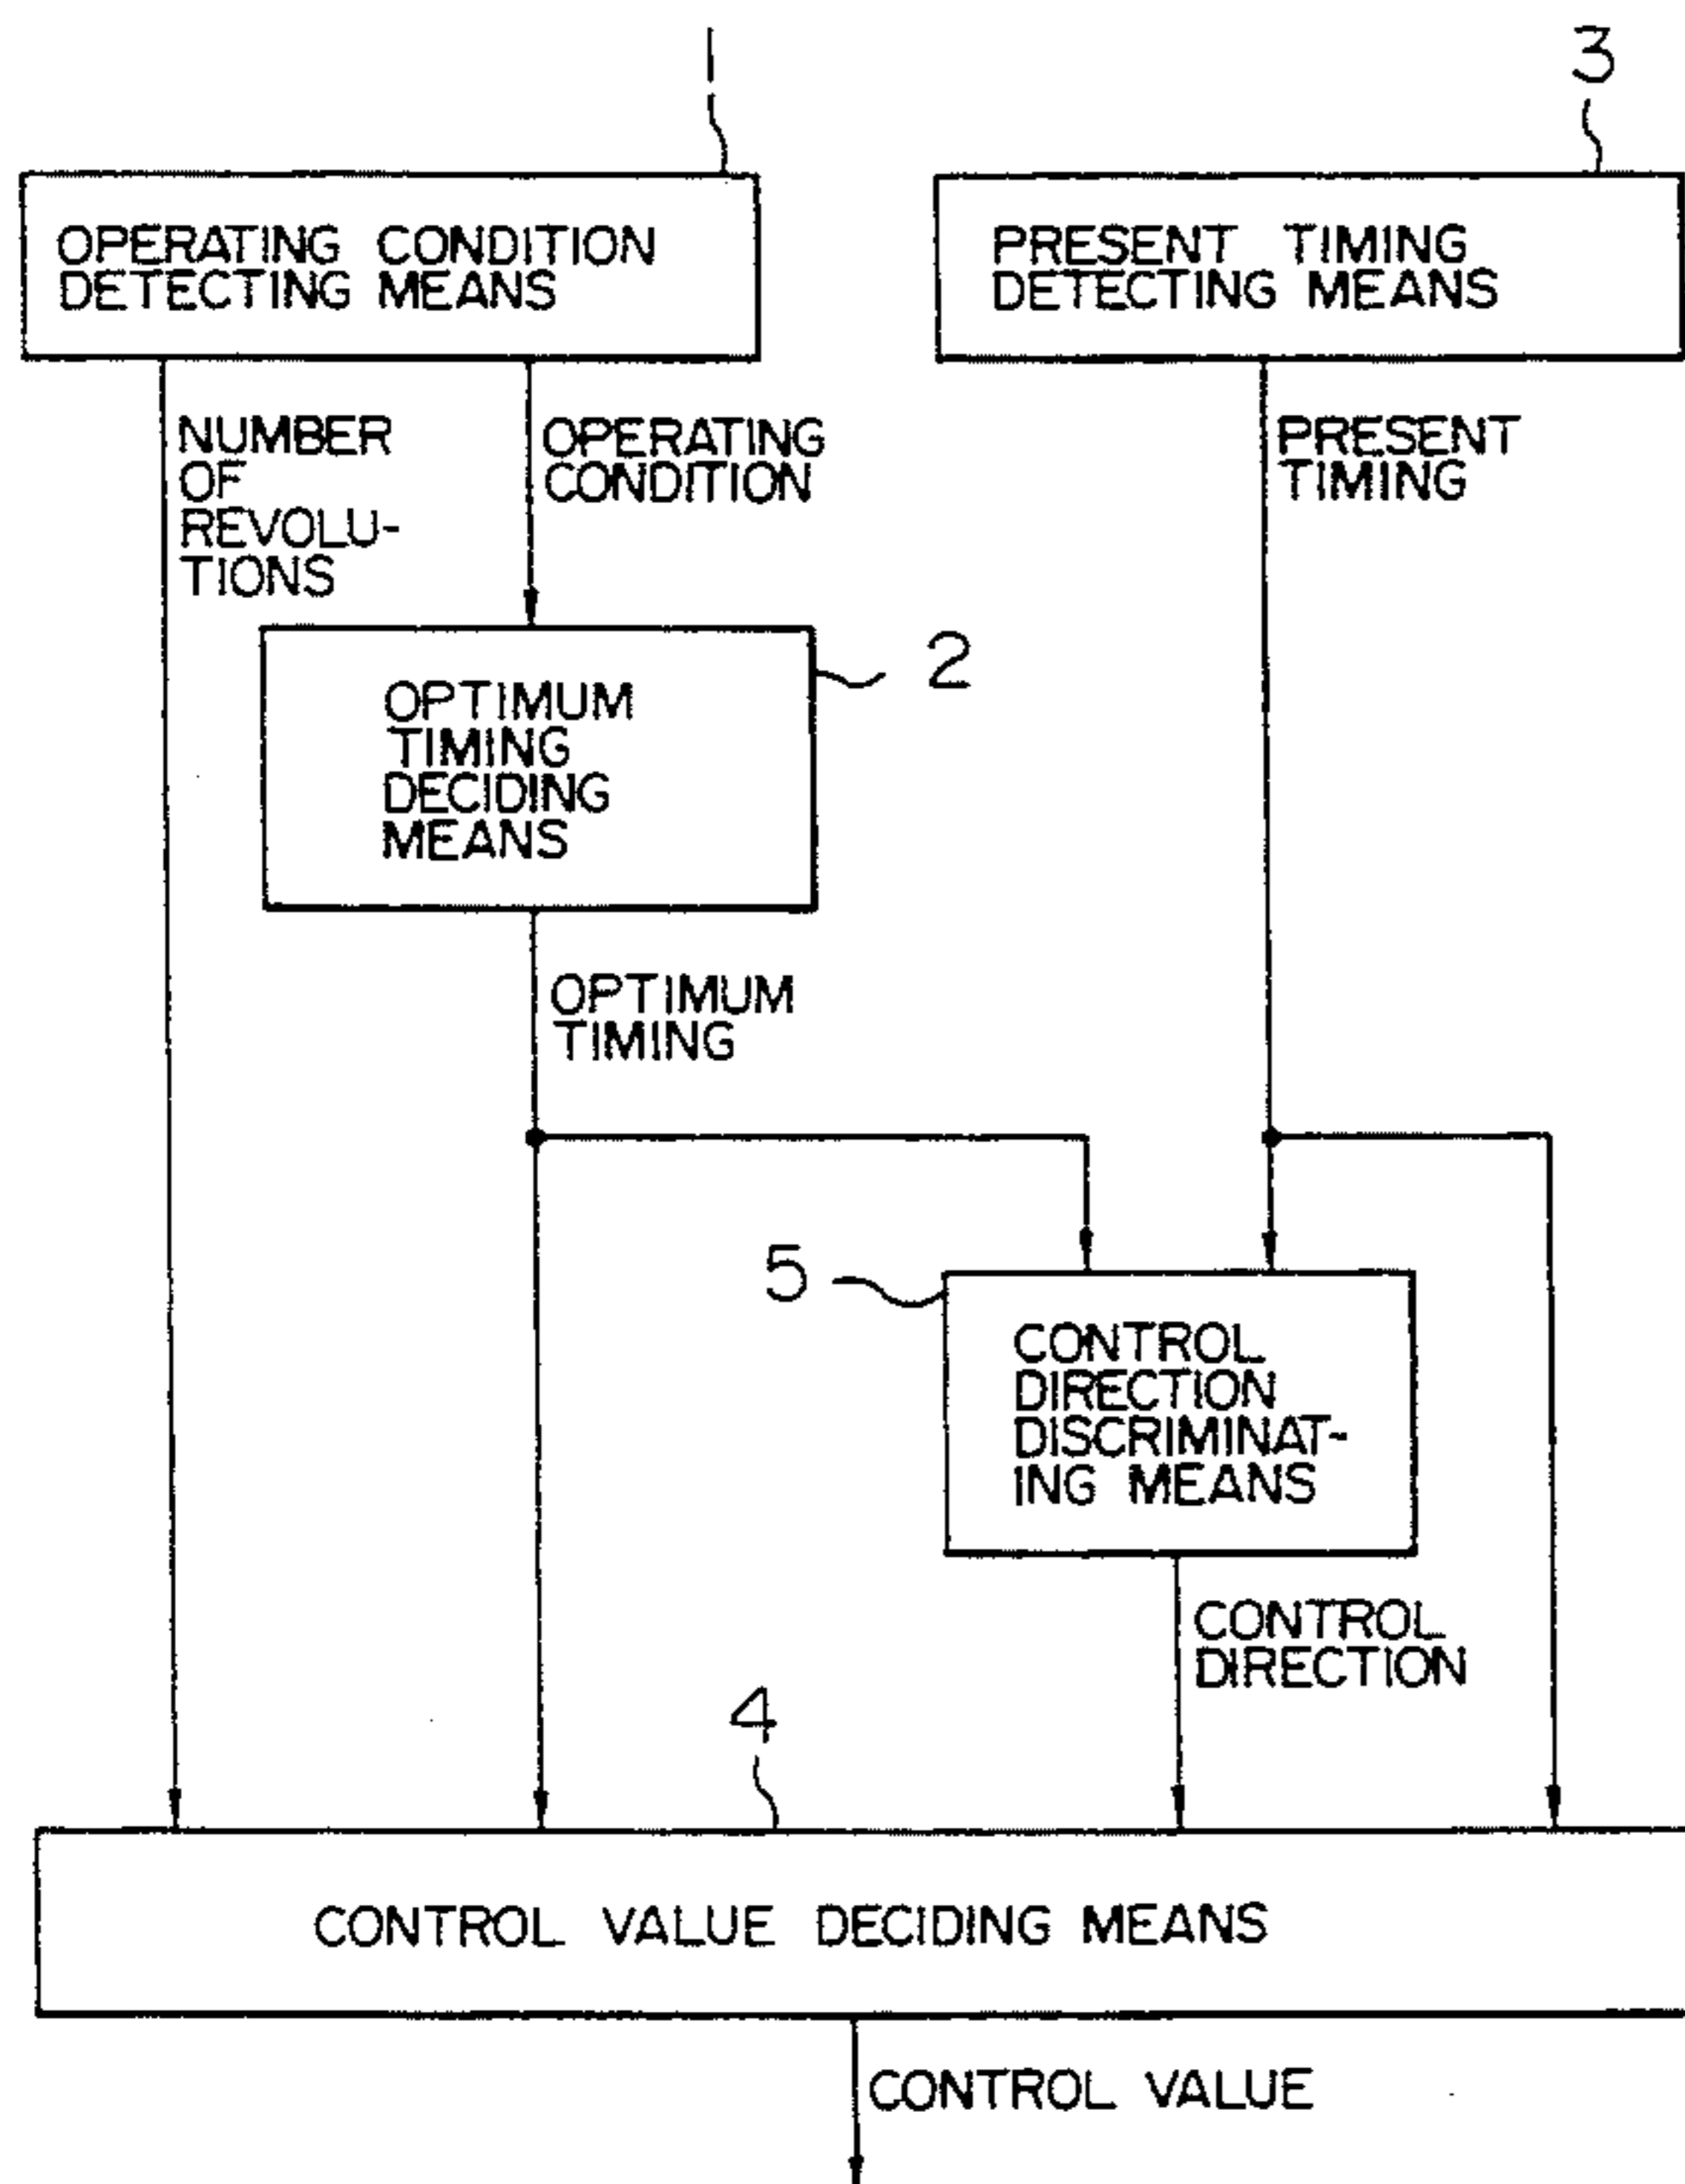 1
3
OPERATING CONDITION
DETECTING MEANS
PRESENT TIMING
DETECTING MEANS
NUMBER
OF
REVOLU-
TIONS
OPERATING
CONDITION
PRESENT
TIMING
2
OPTIMUM
TIMING
DECIDING
MEANS
OPTIMUM
TIMING
5
CONTROL
DIRECTION
DISCRIMINAT-
ING MEANS
CONTROL
DIRECTION
4
CONTROL VALUE DECIDING MEANS
CONTROL VALUE